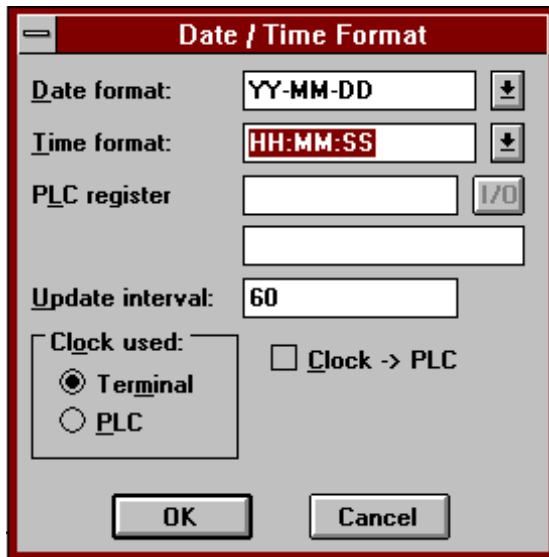 Date / Time Format
Date format: YY-MM-DD
Time format: HH:MM:SS
PLC register I/O
Update interval: 60
Clock used:
Clock -> PLC
Terminal
PLC
OK Cancel